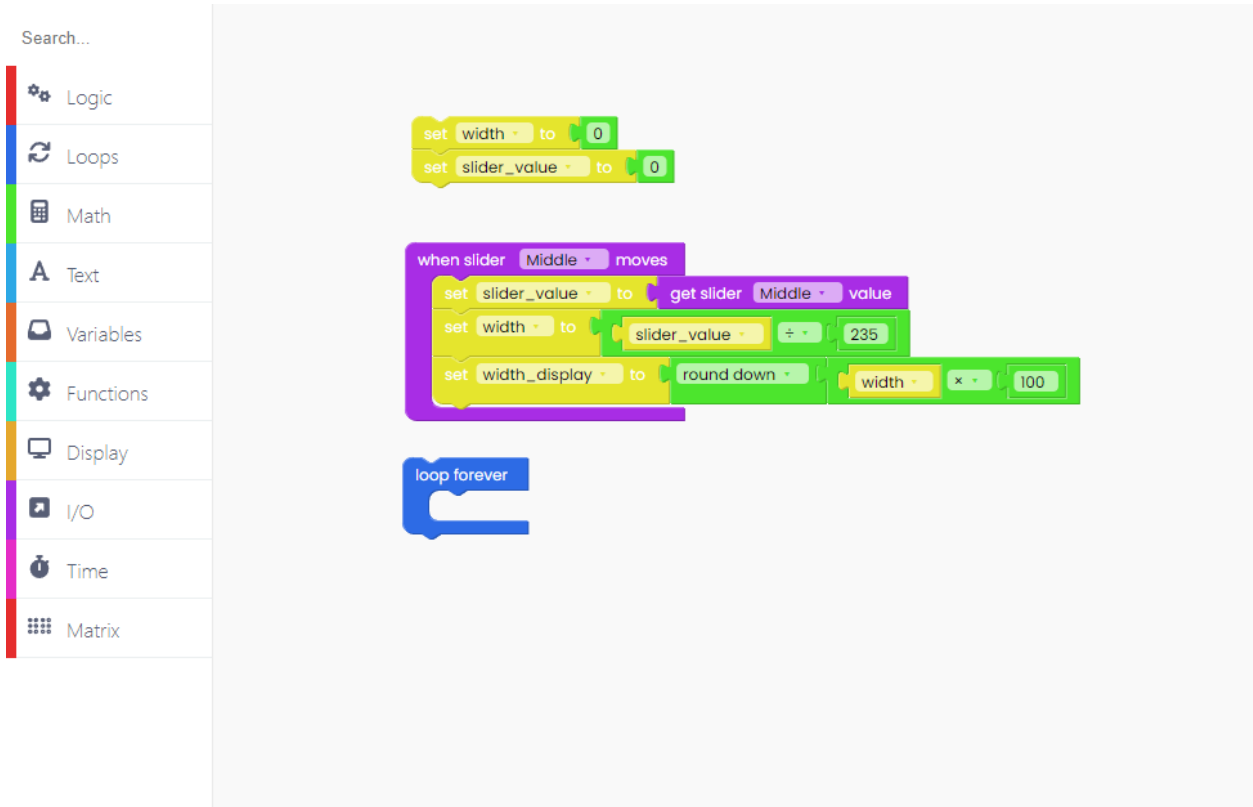 Search...
Logic
Loops
Math
Text
Variables
Functions
Display
I/O
Time
Matrix
set width to 0
set slider_value to 0
when slider Middle moves
set slider_value to get slider Middle value
set width to slider_value ÷ 235
set width_display to round down width × 100
loop forever